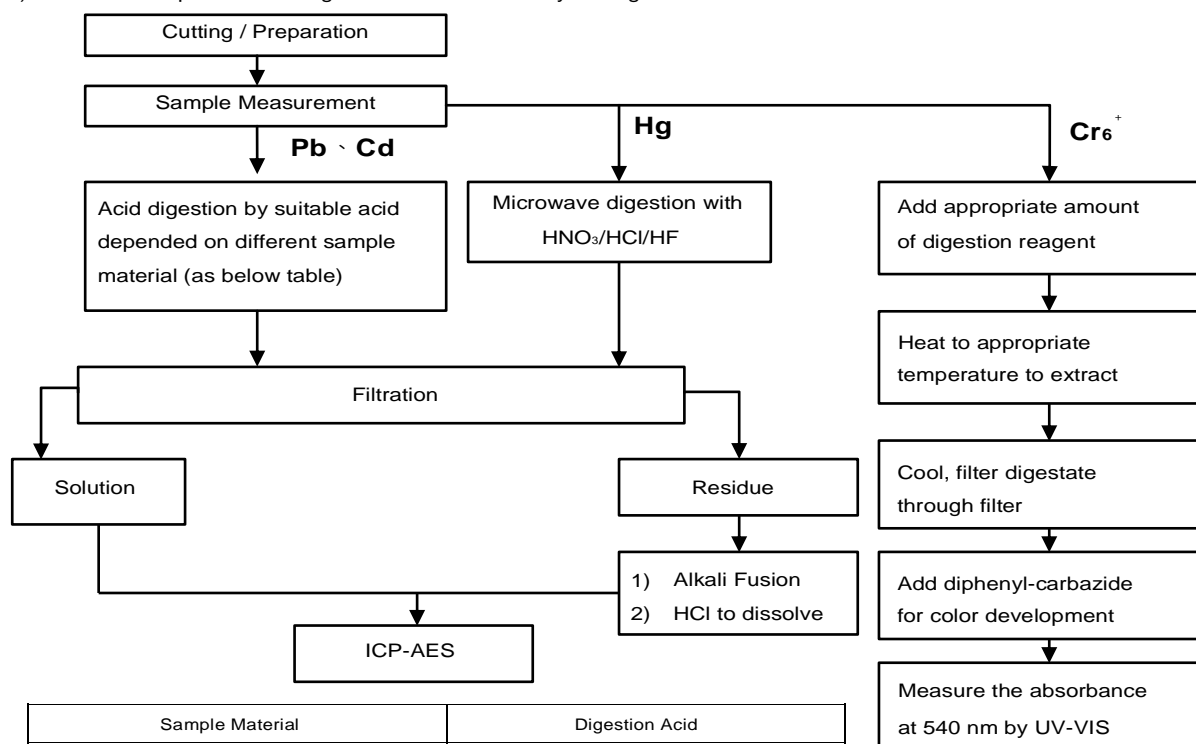 Cutting / Preparation
Sample Measurement
Pb、Cd
Hg
Cr6+
Acid digestion by suitable acid
depended on different sample
material (as below table)
Microwave digestion with
HNO₃/HCl/HF
Add appropriate amount
of digestion reagent
Heat to appropriate
temperature to extract
Filtration
Solution
Residue
Cool, filter digestate
through filter
1) Alkali Fusion
2) HCl to dissolve
Add diphenyl-carbazide
for color development
ICP-AES
Measure the absorbance
at 540 nm by UV-VIS
Sample Material
Digestion Acid